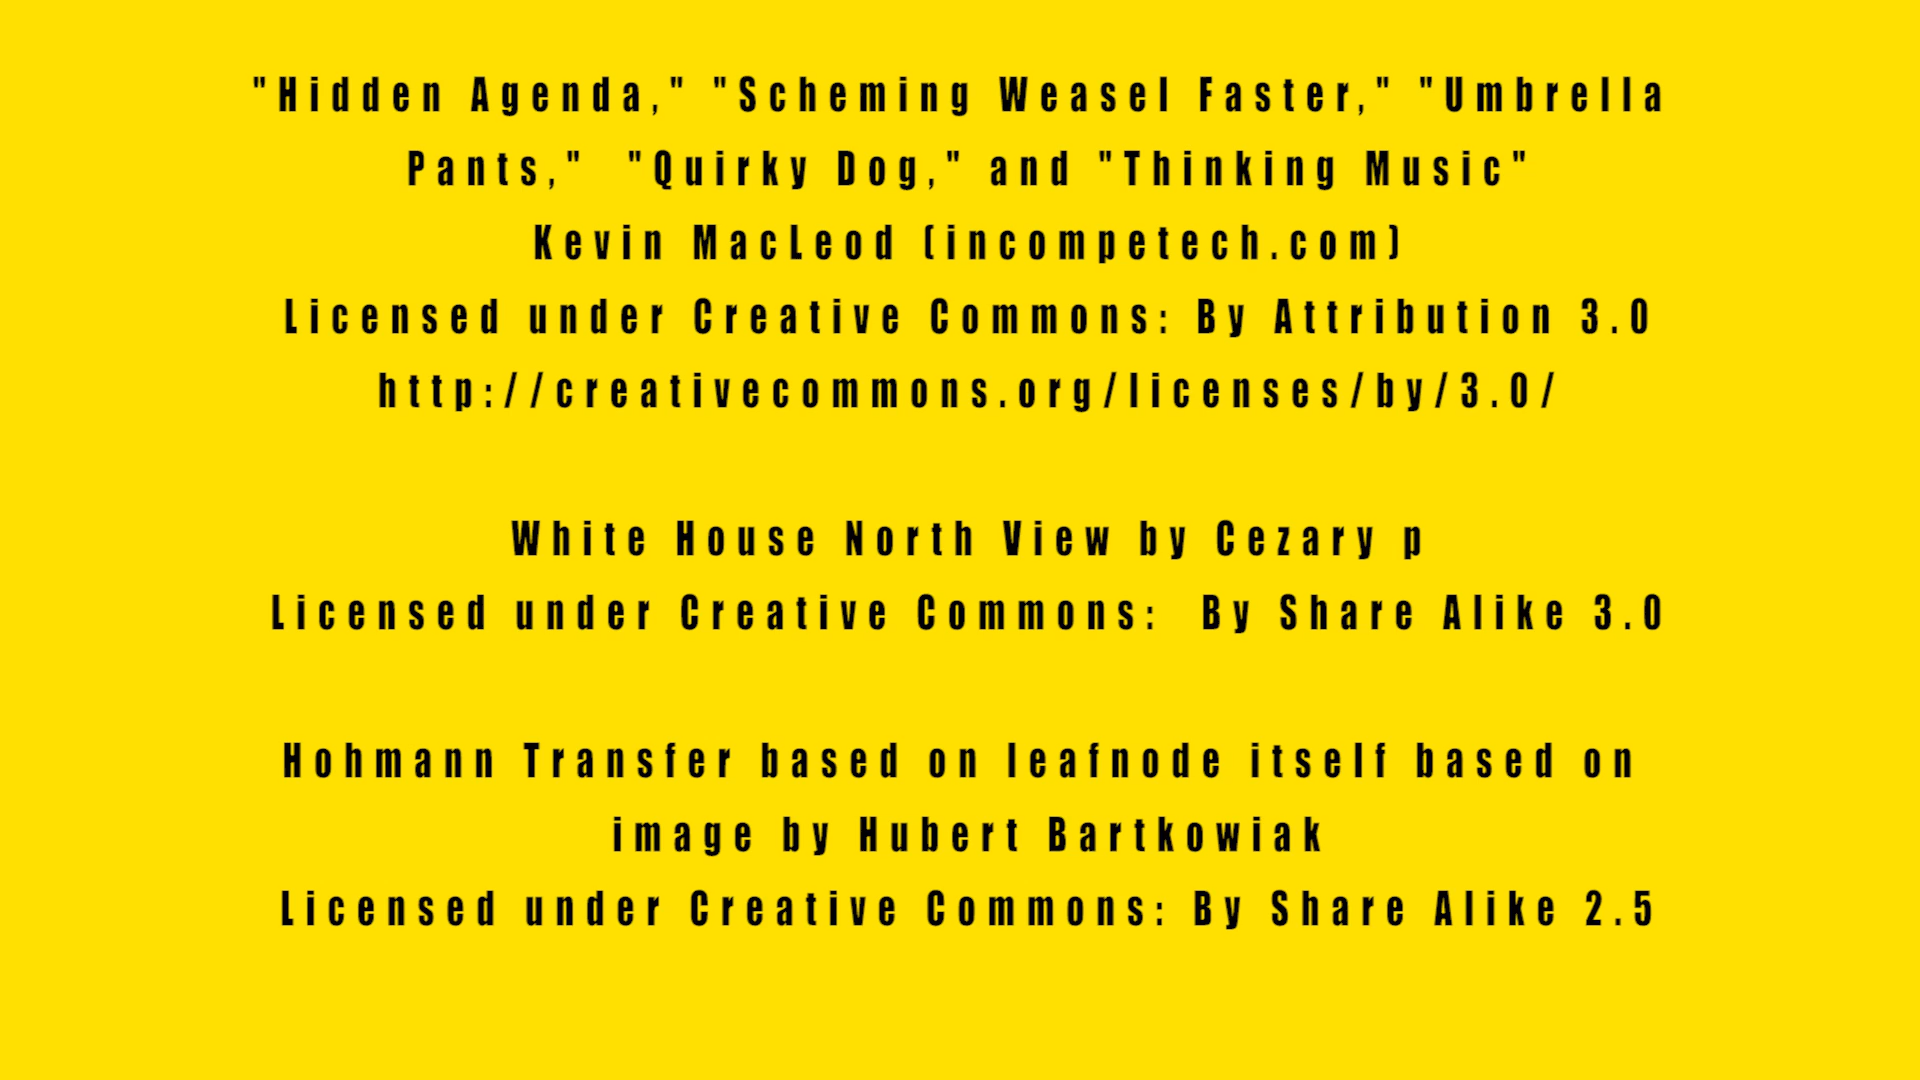 "Hidden Agenda," "Scheming Weasel Faster," "Umbrella
Pants,"  "Quirky Dog," and "Thinking Music"
Kevin MacLeod (incompetech.com)
Licensed under Creative Commons: By Attribution 3.0
http://creativecommons.org/licenses/by/3.0/
White House North View by Cezary p
Licensed under Creative Commons:  By Share Alike 3.0
Hohmann Transfer based on leafnode itself based on
image by Hubert Bartkowiak
Licensed under Creative Commons: By Share Alike 2.5